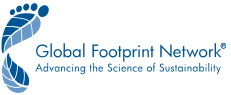 Global Footprint Network®
Advancing the Science of Sustainability